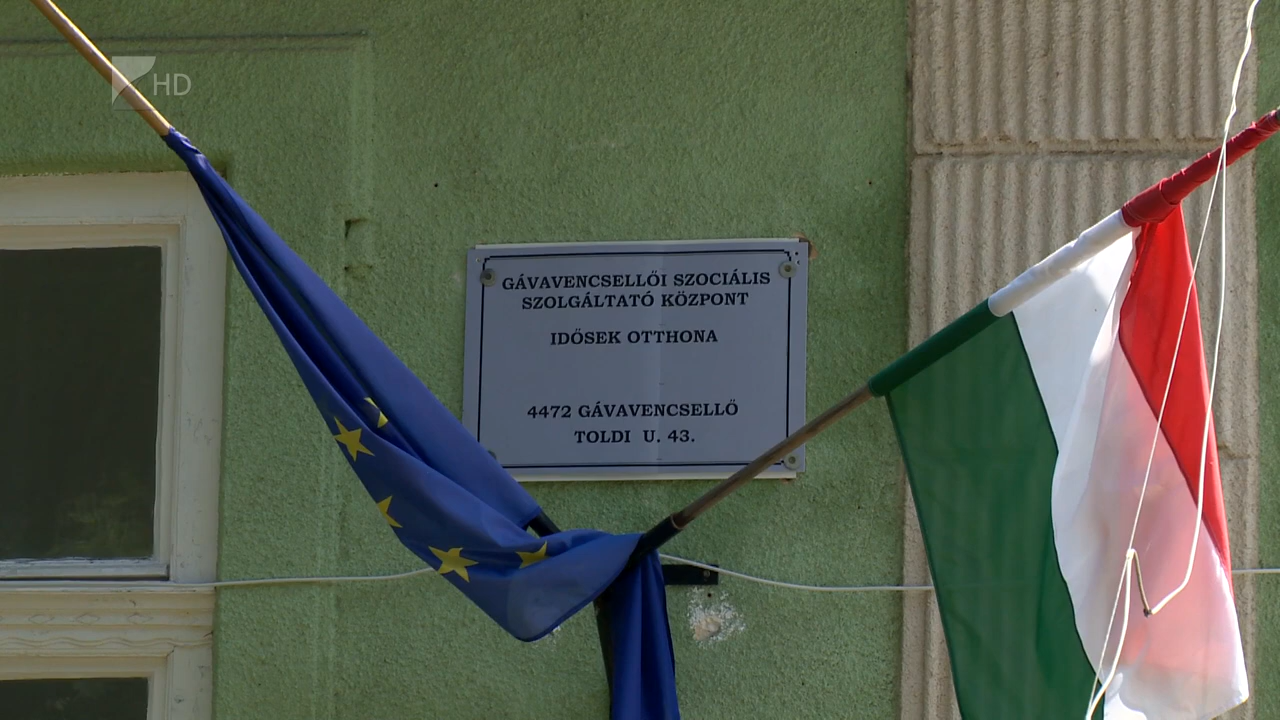 HD
GÁVAVENCSELLŐI SZOCIÁLIS
SZOLGÁLTATÓ KÖZPONT
IDŐSEK OTTHONA
4472 GÁVAVENCSELLŐ
TOLDI U. 43.